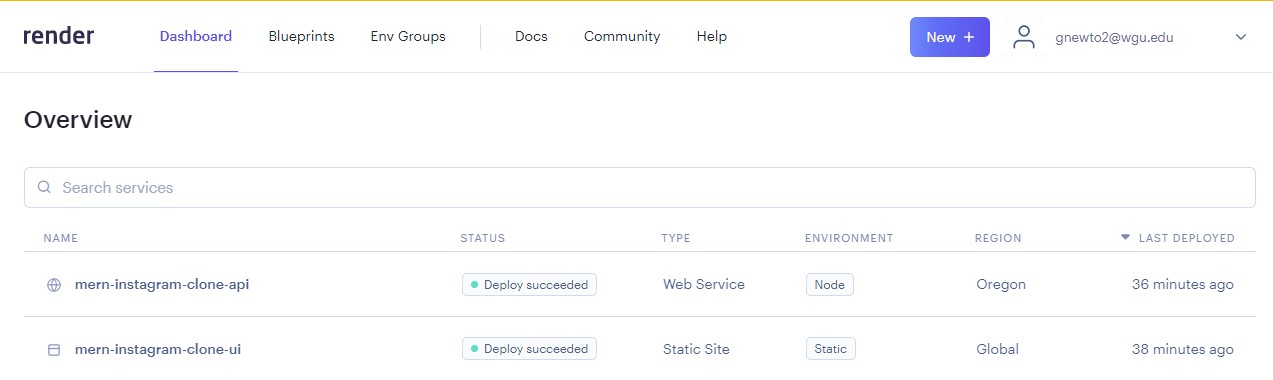 render Dashboard Blueprints Env Groups Docs Community Help New + gnewto2@wgu.edu
Overview
Search services
NAME STATUS TYPE ENVIRONMENT REGION LAST DEPLOYED
mern-instagram-clone-api Deploy succeeded Web Service Node Oregon 36 minutes ago
mern-instagram-clone-ui Deploy succeeded Static Site Static Global 38 minutes ago